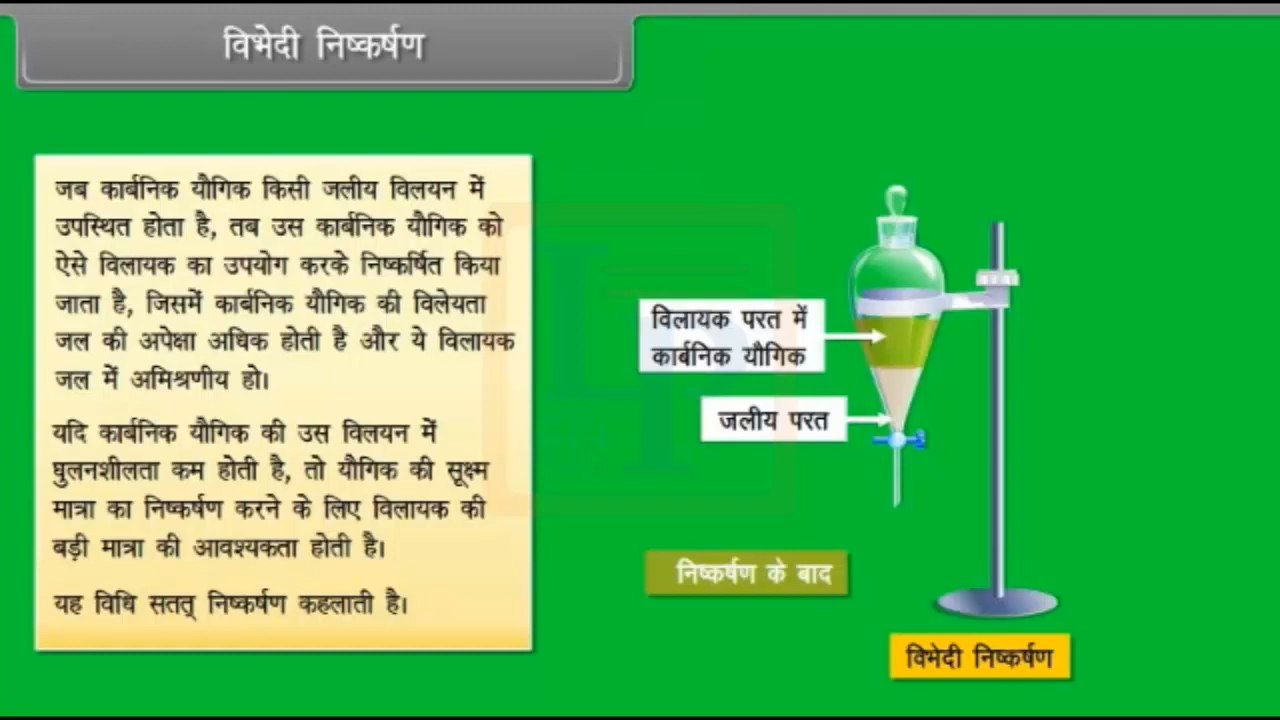 विभेदी निष्कर्षण
जब कार्बनिक यौगिक किसी जलीय विलयन में
उपस्थित होता है, तब उस कार्बनिक यौगिक को
ऐसे विलायक का उपयोग करके निष्कर्षित किया
जाता है, जिसमें कार्बनिक यौगिक की विलेयता
जल की अपेक्षा अधिक होती है और ये विलायक
जल में अमिश्रणीय हो।
यदि कार्बनिक यौगिक की उस विलयन में
घुलनशीलता कम होती है, तो यौगिक की सूक्ष्म
मात्रा का निष्कर्षण करने के लिए विलायक की
बड़ी मात्रा की आवश्यकता होती है।
यह विधि सतत् निष्कर्षण कहलाती है।
विलायक परत में
कार्बनिक यौगिक
जलीय परत
निष्कर्षण के बाद
विभेदी निष्कर्षण